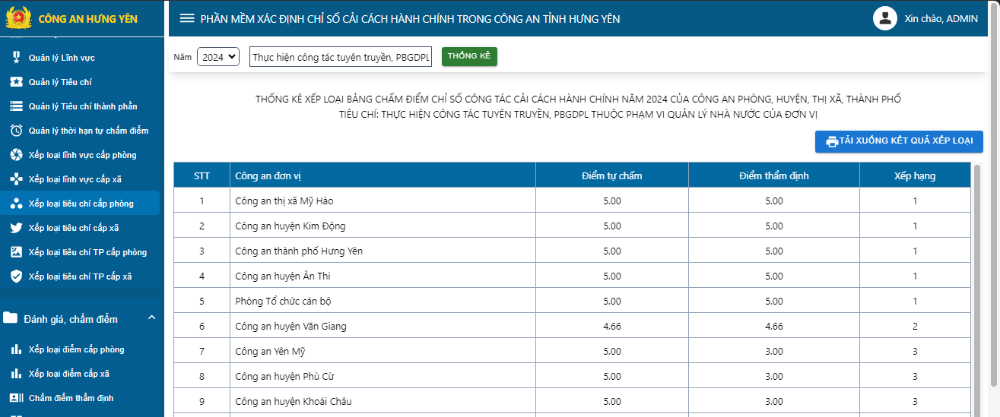 CÔNG AN HƯNG YÊN
PHẦN MỀM XÁC ĐỊNH CHỈ SỐ CẢI CÁCH HÀNH CHÍNH TRONG CÔNG AN TỈNH HƯNG YÊN
Xin chào, ADMIN
Quản lý Lĩnh vực
Quản lý Tiêu chí
Quản lý Tiêu chí thành phần
Quản lý thời hạn tự chấm điểm
Xếp loại lĩnh vực cấp phòng
Xếp loại lĩnh vực cấp xã
Xếp loại tiêu chí cấp phòng
Xếp loại tiêu chí cấp xã
Xếp loại tiêu chí TP cấp phòng
Xếp loại tiêu chí TP cấp xã
Đánh giá, chấm điểm
Xếp loại điểm cấp phòng
Xếp loại điểm cấp xã
Chấm điểm thẩm định
Năm 2024 Thực hiện công tác tuyên truyền, PBGDPL THỐNG KÊ
THỐNG KÊ XẾP LOẠI BẢNG CHẤM ĐIỂM CHỈ SỐ CÔNG TÁC CẢI CÁCH HÀNH CHÍNH NĂM 2024 CỦA CÔNG AN PHÒNG, HUYỆN, THỊ XÃ, THÀNH PHỐ
TIÊU CHÍ: THỰC HIỆN CÔNG TÁC TUYÊN TRUYỀN, PBGDPL THUỘC PHẠM VI QUẢN LÝ NHÀ NƯỚC CỦA ĐƠN VỊ
TẢI XUỐNG KẾT QUẢ XẾP LOẠI
STT Công an đơn vị Điểm tự chấm Điểm thẩm định Xếp hạng
1 Công an thị xã Mỹ Hào 5.00 5.00 1
2 Công an huyện Kim Động 5.00 5.00 1
3 Công an thành phố Hưng Yên 5.00 5.00 1
4 Công an huyện Ân Thi 5.00 5.00 1
5 Phòng Tổ chức cán bộ 5.00 5.00 1
6 Công an huyện Văn Giang 4.66 4.66 2
7 Công an Yên Mỹ 5.00 3.00 3
8 Công an huyện Phù Cừ 5.00 3.00 3
9 Công an huyện Khoái Châu 5.00 3.00 3